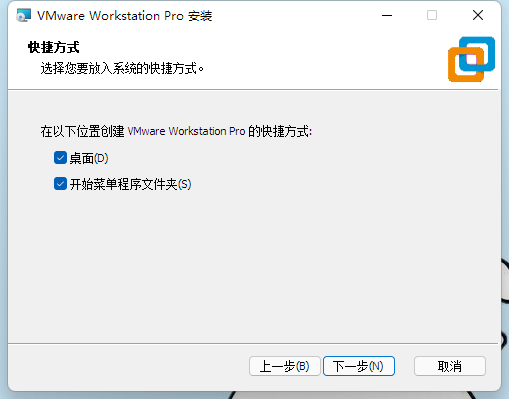 VMware Workstation Pro 安装
快捷方式
选择您要放入系统的快捷方式。
在以下位置创建 VMware Workstation Pro 的快捷方式:
桌面(D)
开始菜单程序文件夹(S)
上一步(B) 下一步(N) 取消